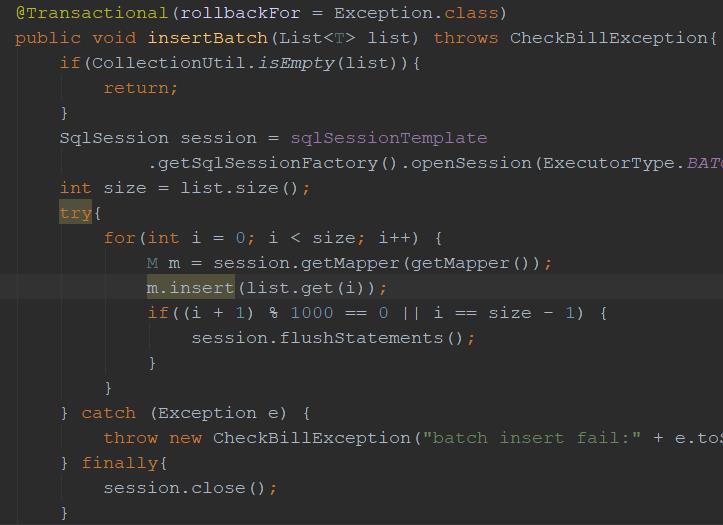 @Transactional(rollbackFor = Exception.class)
public void insertBatch(List<T> list) throws CheckBillException{
if(CollectionUtil.isEmpty(list)){
return;
}
SqlSession session = sqlSessionTemplate
.getSqlSessionFactory().openSession(ExecutorType.BATC
int size = list.size();
try{
for(int i = 0; i < size; i++) {
M m = session.getMapper(getMapper());
m.insert(list.get(i));
if((i + 1) % 1000 == 0 || i == size - 1) {
session.flushStatements();
}
}
} catch (Exception e) {
throw new CheckBillException("batch insert fail:" + e.toS
} finally{
session.close();
}